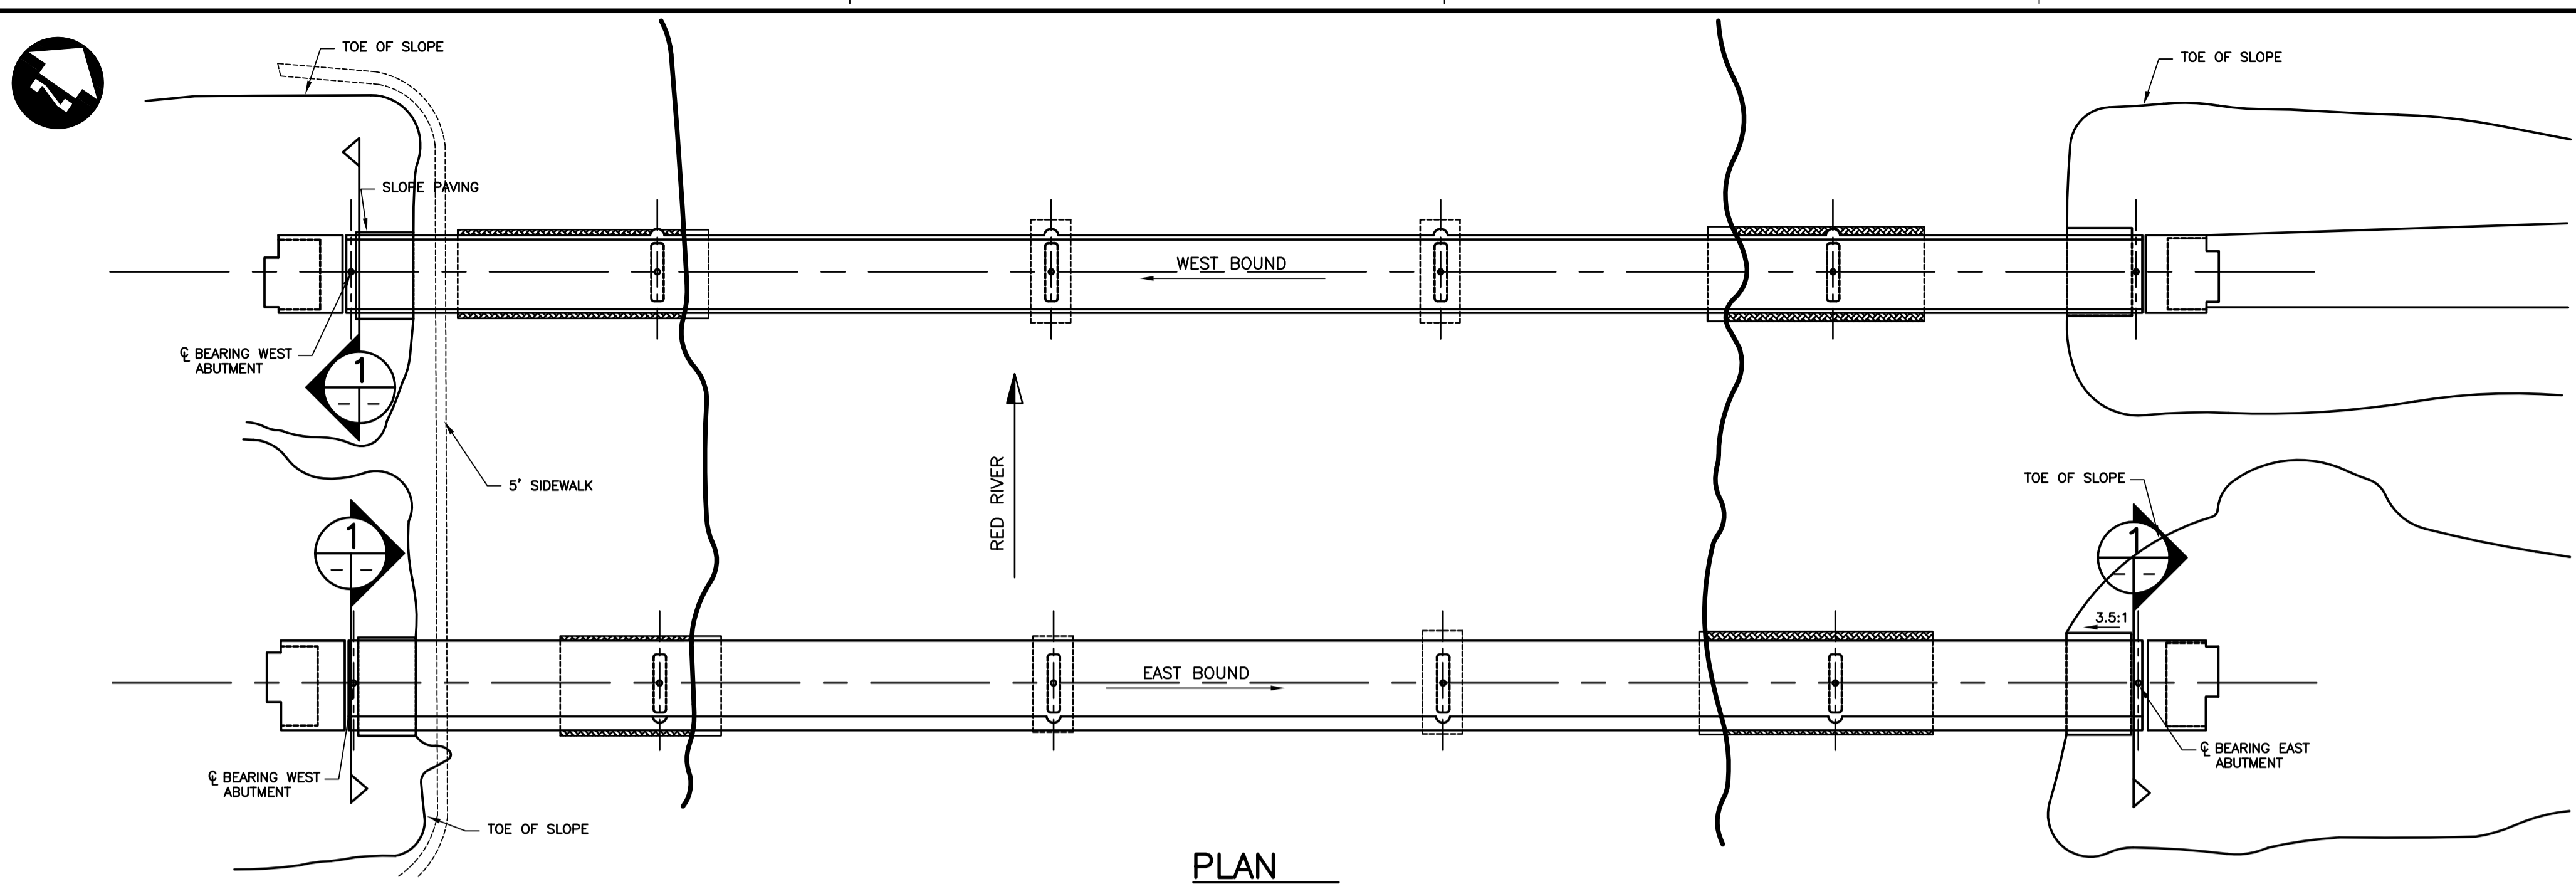 TOE OF SLOPE
TOE OF SLOPE
SLOPE PAVING
WEST BOUND
℄ BEARING WEST
ABUTMENT
1
5' SIDEWALK
RED RIVER
TOE OF SLOPE
1
1
3.5:1
EAST BOUND
℄ BEARING WEST
ABUTMENT
℄ BEARING EAST
ABUTMENT
TOE OF SLOPE
PLAN